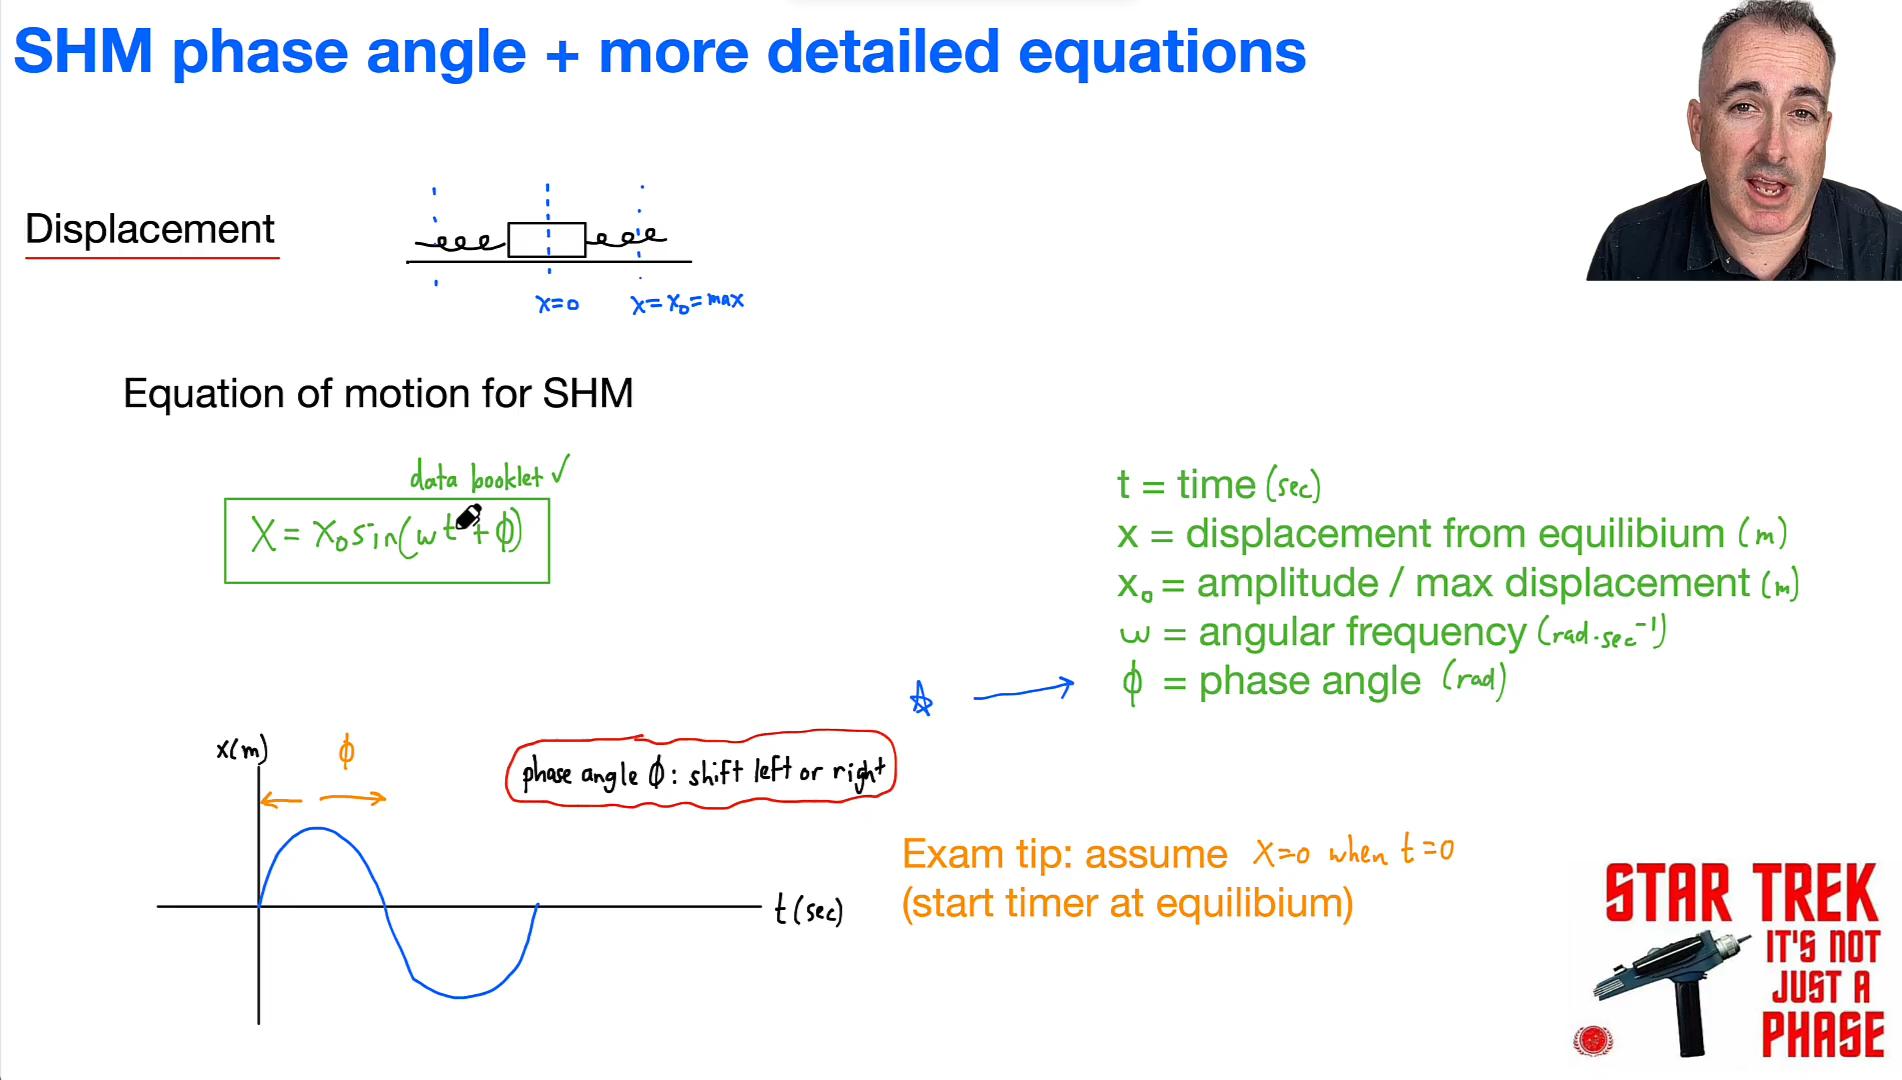 SHM phase angle + more detailed equations
Displacement
x=0
x=x₀=max
Equation of motion for SHM
data booklet ✓
x = x₀ sin(ωt + ϕ)
t = time (sec)
x = displacement from equilibium (m)
x₀ = amplitude / max displacement (m)
ω = angular frequency (rad·sec⁻¹)
ϕ = phase angle (rad)
x(m)
ϕ
phase angle ϕ: shift left or right
t(sec)
Exam tip: assume x=0 when t=0
(start timer at equilibium)
STAR TREK
IT'S NOT
JUST A
PHASE